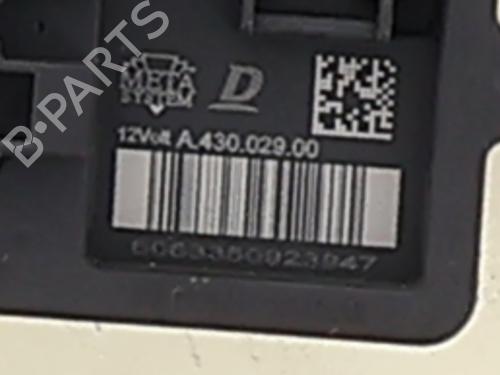 META
SYSTEM
D
12Volt A.430.029.00
6063350923947
B-PARTS